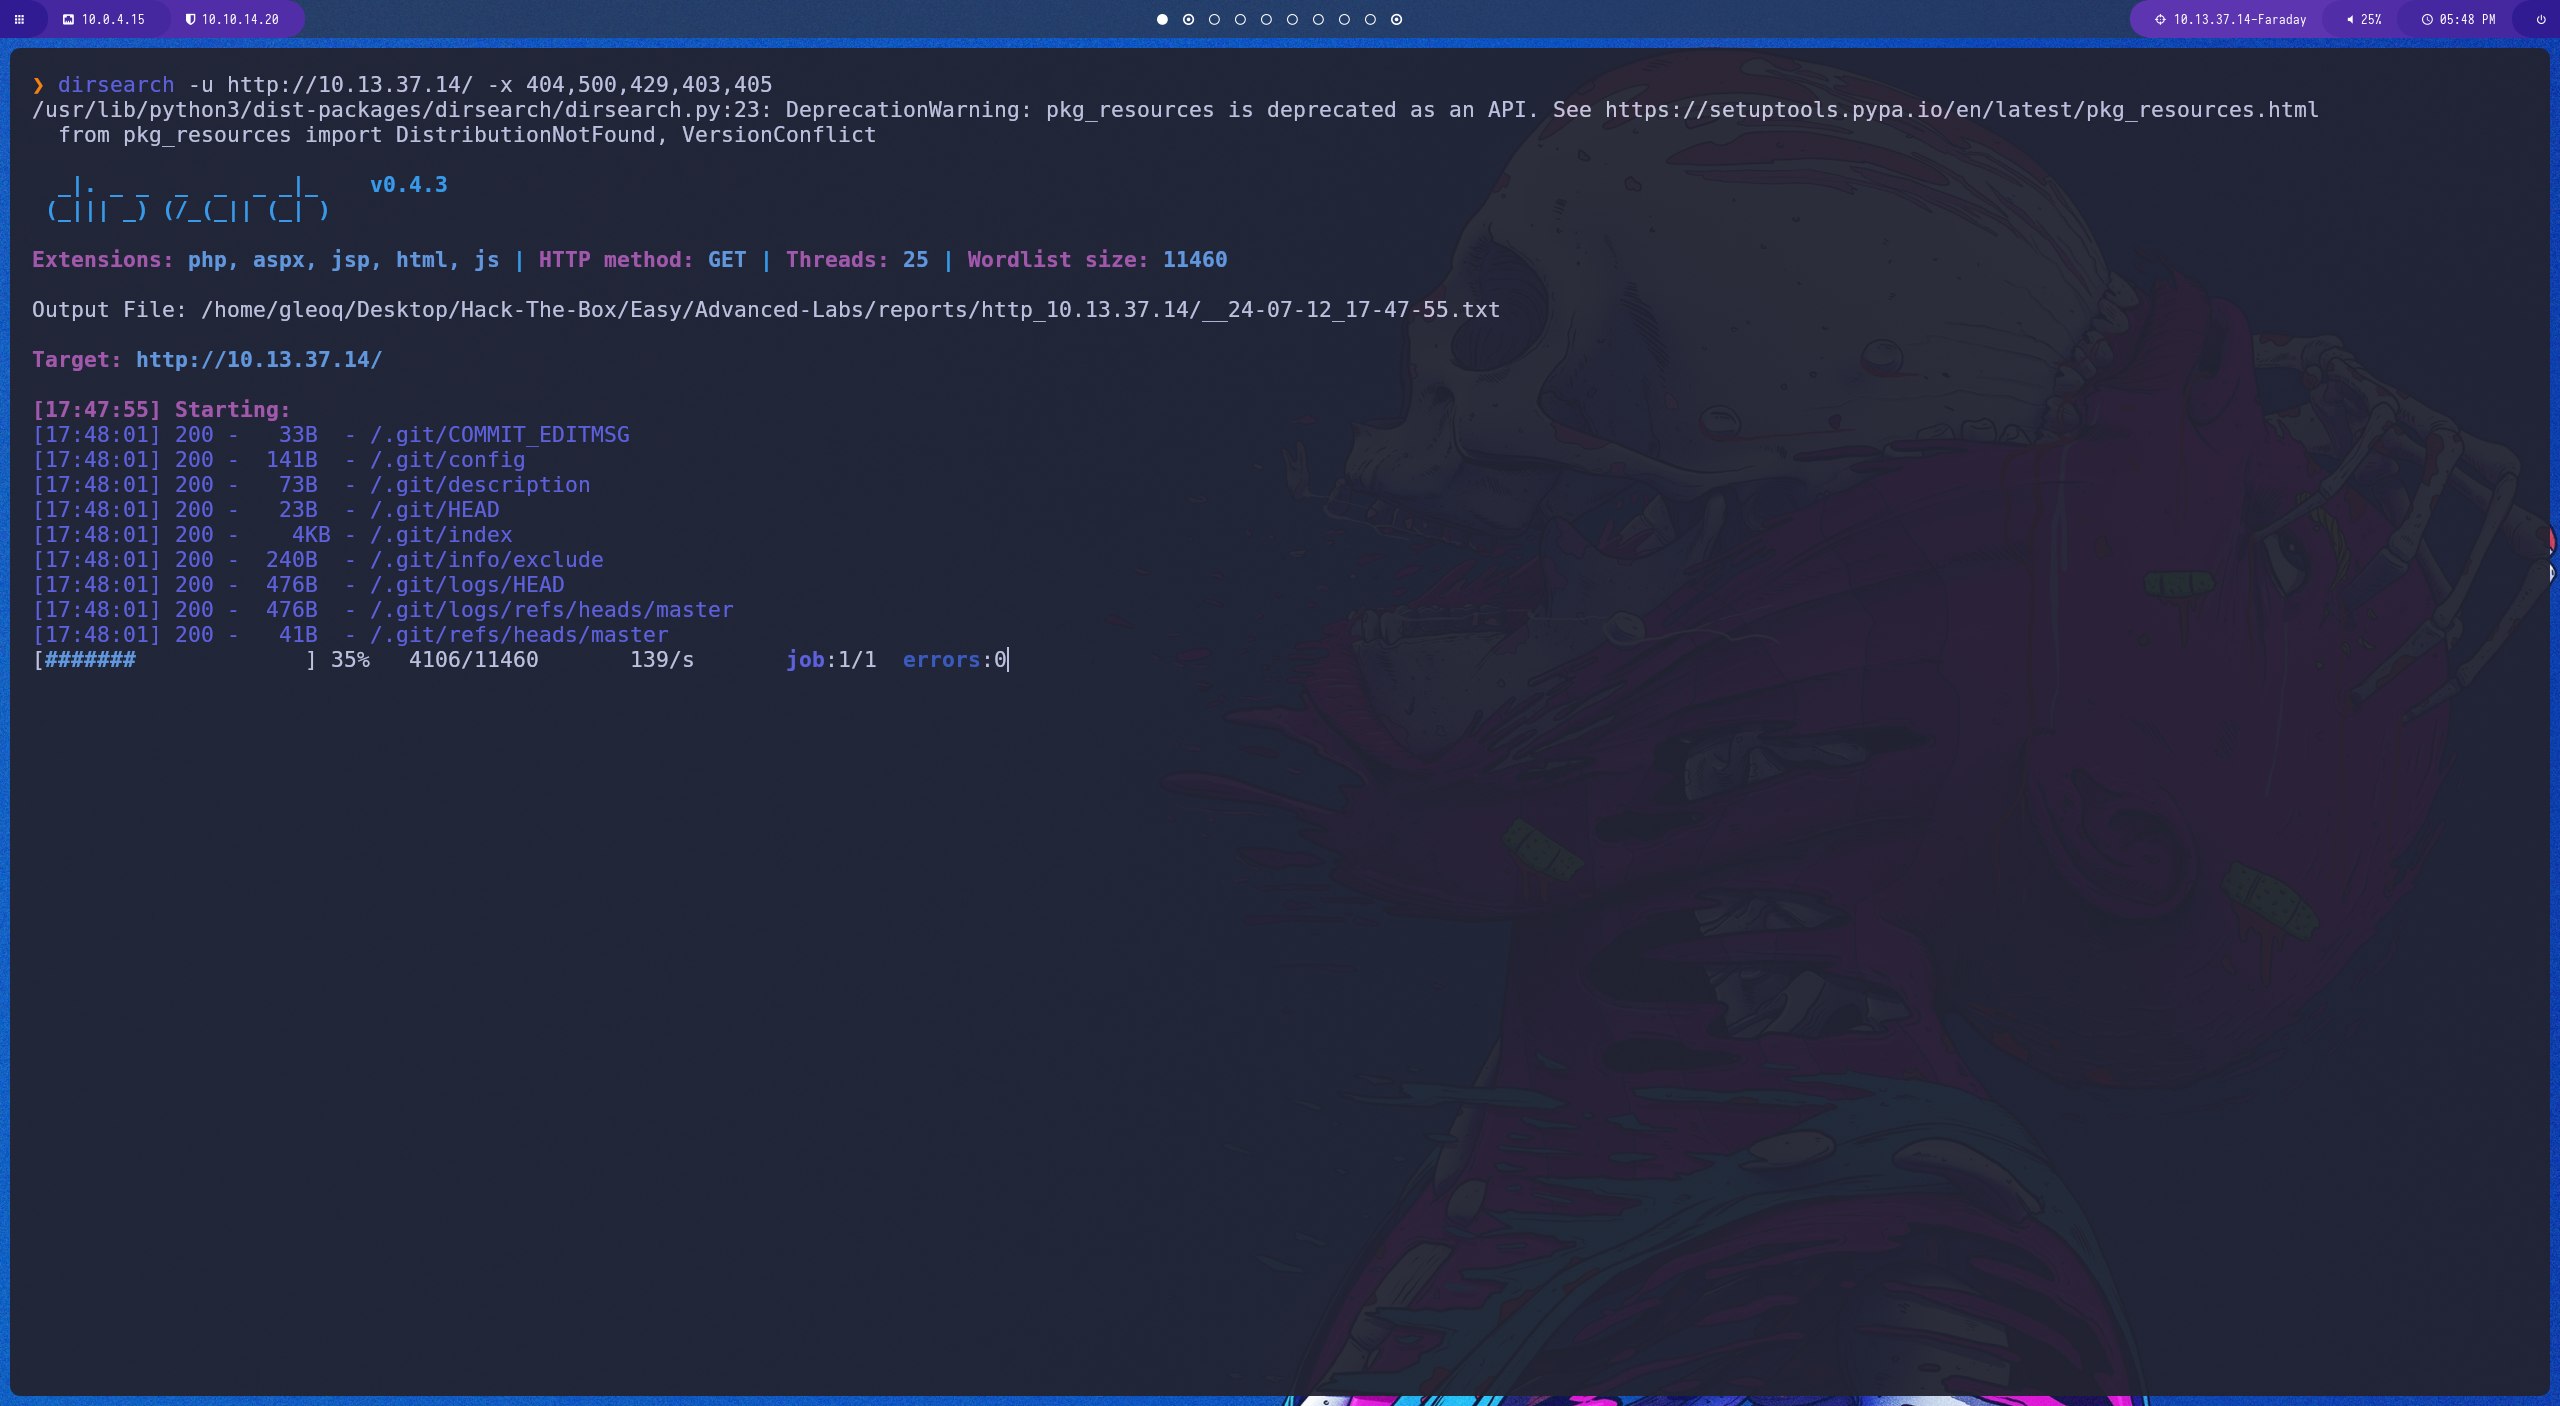 10.0.4.15 10.10.14.20 10.13.37.14-Faraday 25% 05:48 PM
❯ dirsearch -u http://10.13.37.14/ -x 404,500,429,403,405
/usr/lib/python3/dist-packages/dirsearch/dirsearch.py:23: DeprecationWarning: pkg_resources is deprecated as an API. See https://setuptools.pypa.io/en/latest/pkg_resources.html
  from pkg_resources import DistributionNotFound, VersionConflict
  _|. _ _  _  _  _ _|_    v0.4.3
 (_||| _) (/_(_|| (_| )
Extensions: php, aspx, jsp, html, js | HTTP method: GET | Threads: 25 | Wordlist size: 11460
Output File: /home/gleoq/Desktop/Hack-The-Box/Easy/Advanced-Labs/reports/http_10.13.37.14/__24-07-12_17-47-55.txt
Target: http://10.13.37.14/
[17:47:55] Starting:
[17:48:01] 200 -   33B  - /.git/COMMIT_EDITMSG
[17:48:01] 200 -  141B  - /.git/config
[17:48:01] 200 -   73B  - /.git/description
[17:48:01] 200 -   23B  - /.git/HEAD
[17:48:01] 200 -    4KB - /.git/index
[17:48:01] 200 -  240B  - /.git/info/exclude
[17:48:01] 200 -  476B  - /.git/logs/HEAD
[17:48:01] 200 -  476B  - /.git/logs/refs/heads/master
[17:48:01] 200 -   41B  - /.git/refs/heads/master
[#######             ] 35%   4106/11460       139/s       job:1/1  errors:0